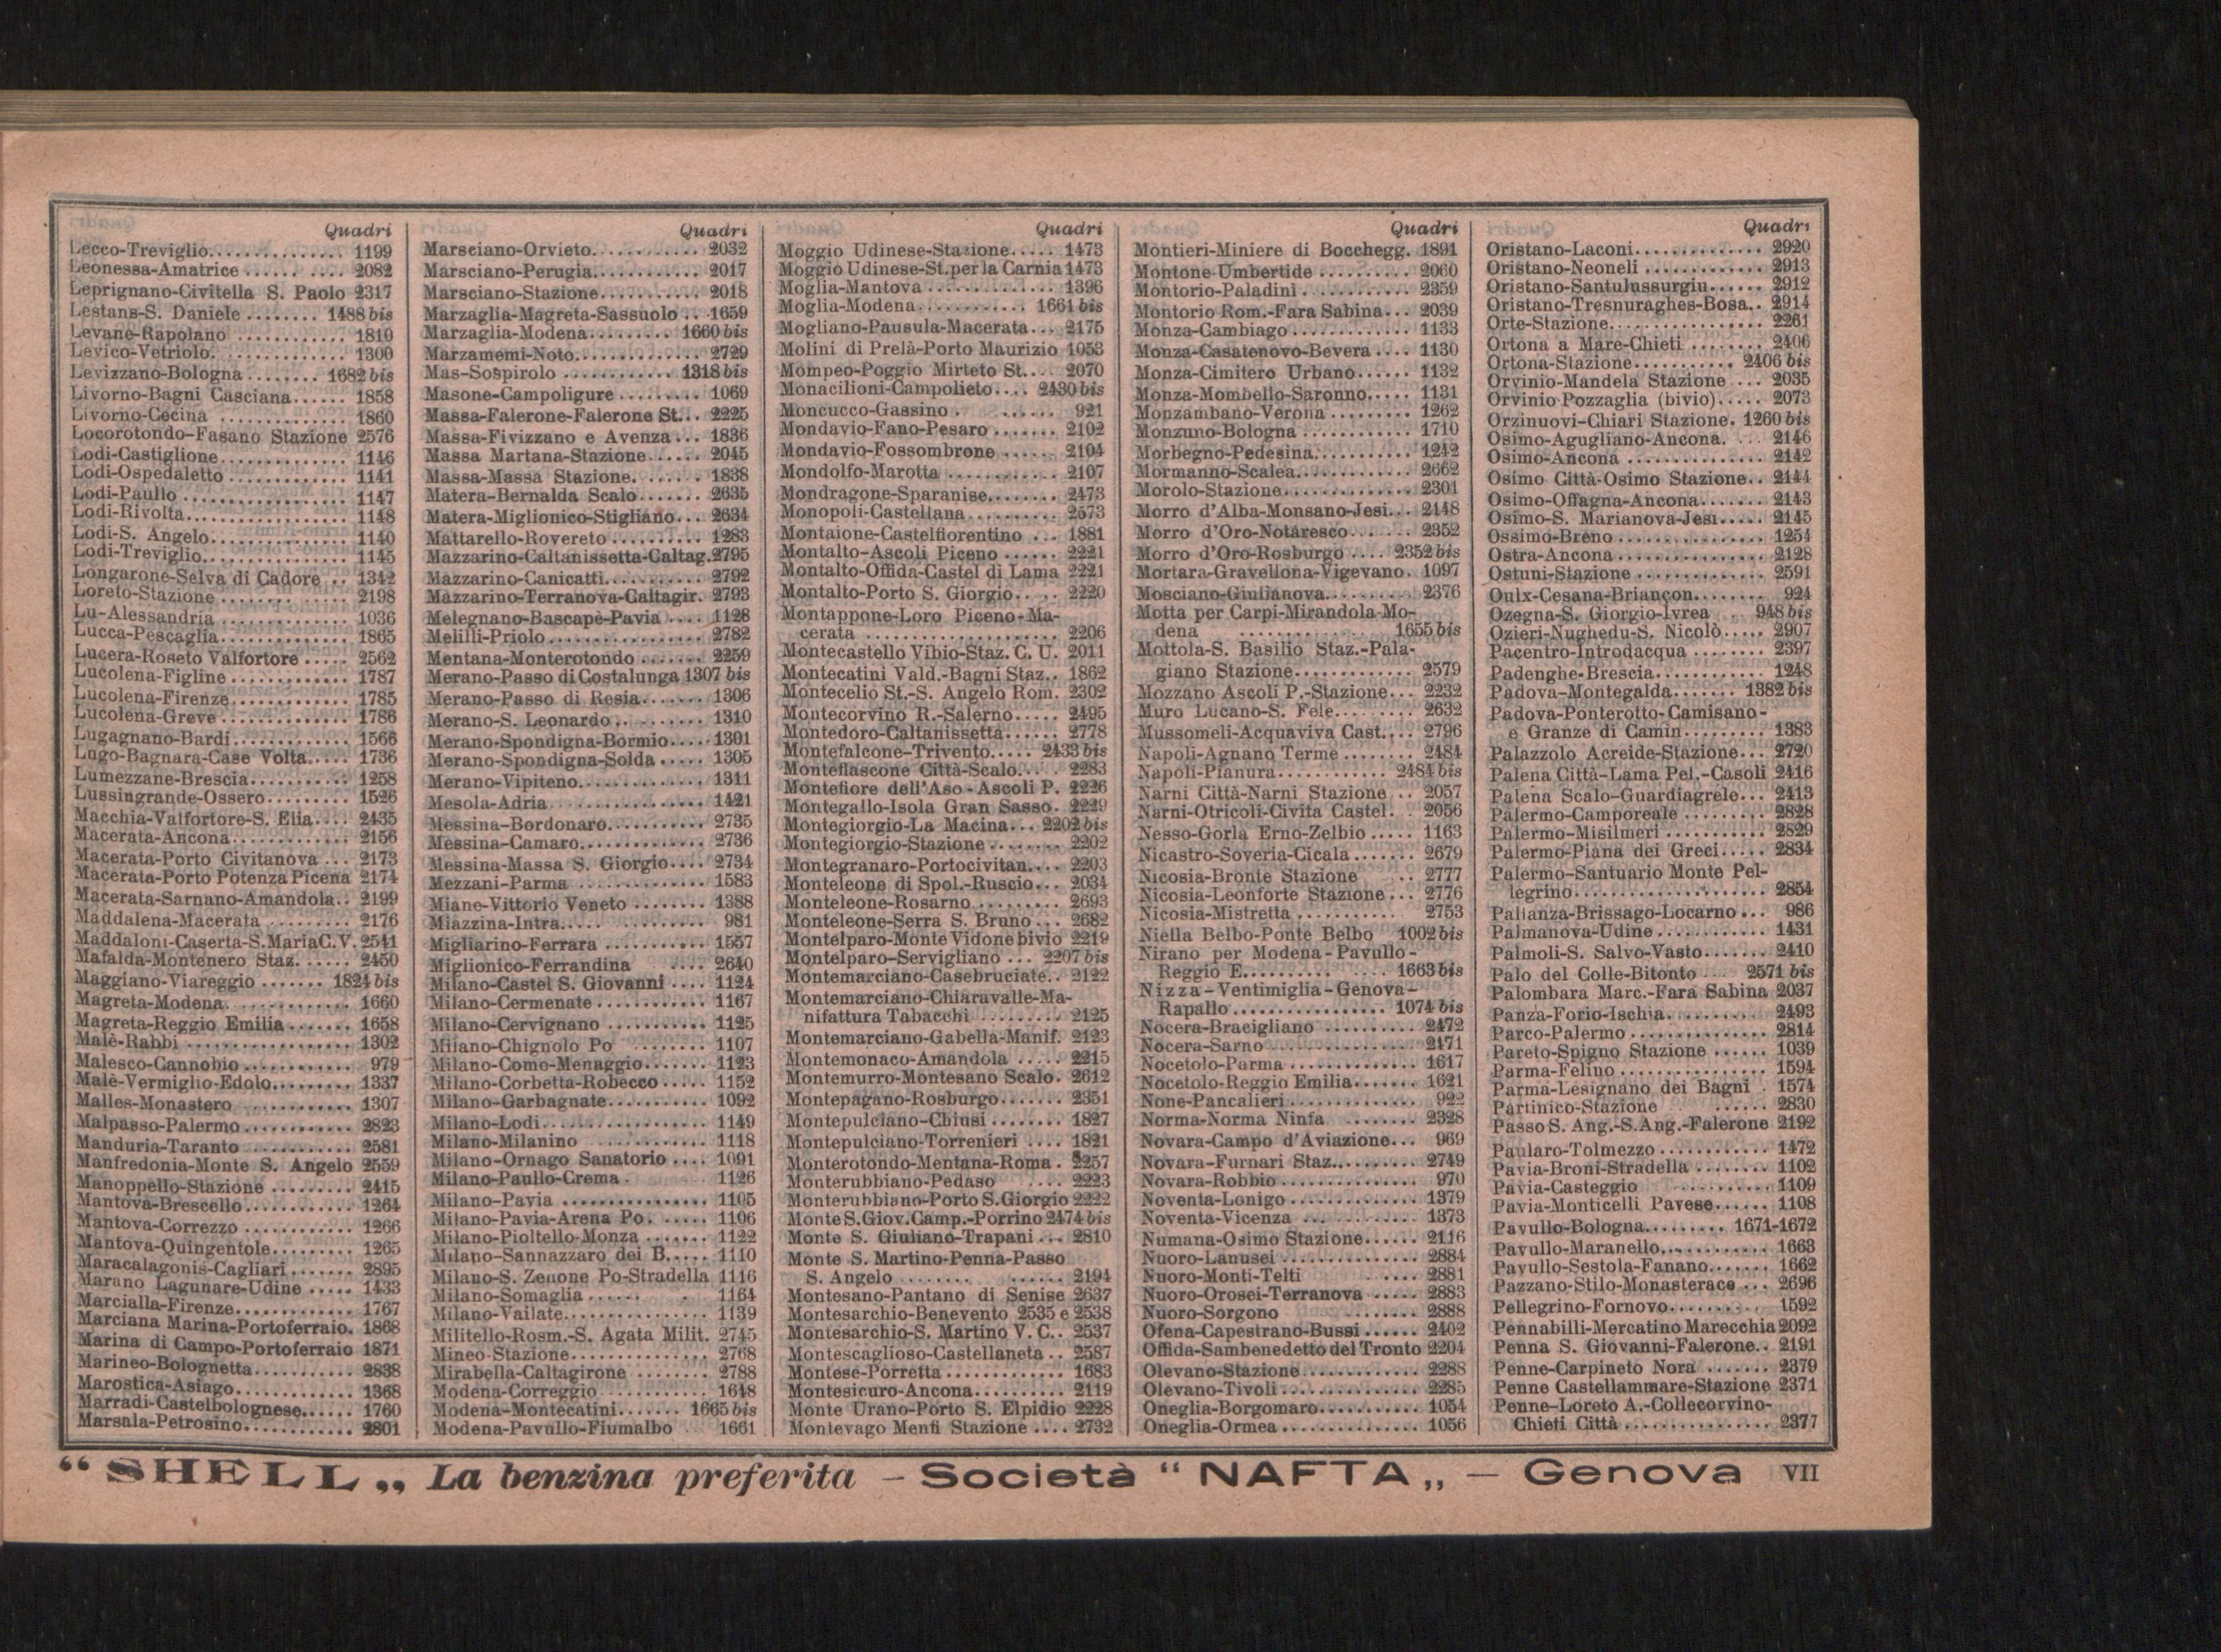 Quadri
Lecco-Treviglio............... 1199
Leonessa-Amatrice ...... .... 2082
Leprignano-Civitella S. Paolo 2317
Lestans-S. Daniele ........ 1488 bis
Levane-Rapolano ............ 1810
Levico-Vetriolo. ............ 1300
Levizzano-Bologna ........ 1682 bis
Livorno-Bagni Casciana...... 1858
Livorno-Cecina .............. 1860
Locorotondo-Fasano Stazione 2576
Lodi-Castiglione.............. 1146
Lodi-Ospedaletto ............. 1141
Lodi-Paullo .................. 1147
Lodi-Rivolta.................. 1148
Lodi-S. Angelo............... 1140
Lodi-Treviglio................ 1145
Longarone-Selva di Cadore .. 1342
Loreto-Stazione ........ ..... 2198
Lu-Alessandria .............. 1036
Lucca-Pescaglia.............. 1865
Lucera-Roseto Valfortore ..... 2562
Lucolena-Figline ............. 1787
Lucolena-Firenze............. 1785
Lucolena-Greve .............. 1786
Lugagnano-Bardi............. 1566
Lugo-Bagnara-Case Volta..... 1736
Lumezzane-Brescia........... 1258
Lussingrande-Ossero......... 1526
Macchia-Valfortore-S. Elia.... 2435
Macerata-Ancona............. 2156
Macerata-Porto Civitanova ... 2173
Macerata-Porto Potenza Picena 2174
Macerata-Sarnano-Amandola.. 2199
Maddalena-Macerata ......... 2176
Maddaloni-Caserta-S.MariaC.V. 2541
Mafalda-Montenero Staz. ..... 2450
Maggiano-Viareggio ....... 1824 bis
Magreta-Modena. ............ 1660
Magreta-Reggio Emilia ....... 1658
Malè-Rabbi .................. 1302
Malesco-Cannobio ............ 979
Malè-Vermiglio-Edolo......... 1337
Malles-Monastero ............ 1307
Malpasso-Palermo............ 2823
Manduria-Taranto ........... 2581
Manfredonia-Monte S. Angelo 2559
Manoppello-Stazione ......... 2415
Mantova-Brescello............ 1264
Mantova-Correzzo ........... 1266
Mantova-Quingentole......... 1265
Maracalagonis-Cagliari ....... 2895
Marano Lagunare-Udine ..... 1433
Marcialla-Firenze............. 1767
Marciana Marina-Portoferraio. 1868
Marina di Campo-Portoferraio 1871
Marineo-Bolognetta........... 2838
Marostica-Asiago............. 1368
Marradi-Castelbolognese...... 1760
Marsala-Petrosino............ 2801
Quadri
Marsciano-Orvieto............ 2032
Marsciano-Perugia............ 2017
Marsciano-Stazione........... 2018
Marzaglia-Magreta-Sassuolo .. 1659
Marzaglia-Modena......... 1660 bis
Marzamemi-Noto............. 2729
Mas-Sospirolo ............ 1318 bis
Masone-Campoligure ......... 1069
Massa-Falerone-Falerone St... 2225
Massa-Fivizzano e Avenza ... 1836
Massa Martana-Stazione...... 2045
Massa-Massa Stazione. ...... 1838
Matera-Bernalda Scalo....... 2635
Matera-Miglionico-Stigliano... 2634
Mattarello-Rovereto .......... 1283
Mazzarino-Caltanissetta-Caltag. 2795
Mazzarino-Canicatti........... 2792
Mazzarino-Terranova-Caltagir. 2793
Melegnano-Bascapè-Pavia .... 1128
Melilli-Priolo................. 2782
Mentana-Monterotondo ....... 2259
Merano-Passo di Costalunga 1307 bis
Merano-Passo di Resia....... 1306
Merano-S. Leonardo ......... 1310
Merano-Spondigna-Bormio..... 1301
Merano-Spondigna-Solda ..... 1305
Merano-Vipiteno.............. 1311
Mesola-Adria ................ 1421
Messina-Bordonaro........... 2735
Messina-Camaro.............. 2736
Messina-Massa S. Giorgio.... 2734
Mezzani-Parma .............. 1583
Miane-Vittorio Veneto ........ 1388
Miazzina-Intra..... ......... 981
Migliarino-Ferrara ........... 1557
Miglionico-Ferrandina .... 2640
Milano-Castel S. Giovanni .... 1124
Milano-Cermenate ............ 1167
Milano-Cervignano ........... 1125
Milano-Chignolo Po ........ 1107
Milano-Como-Menaggio....... 1123
Milano-Corbetta-Robecco ..... 1152
Milano-Garbagnate........... 1092
Milano-Lodi.................. 1149
Milano-Milanino ............ 1118
Milano-Ornago Sanatorio .... 1091
Milano-Paullo-Crema . 1126
Milano-Pavia ................ 1105
Milano-Pavia-Arena Po. ..... 1106
Milano-Pioltello-Monza ....... 1122
Milano-Sannazzaro dei B..... 1110
Milano-S. Zenone Po-Stradella 1116
Milano-Somaglia ...... . 1164
Milano-Vailate................ 1139
Militello-Rosm.-S. Agata Milit. 2745
Mineo-Stazione............... 2768
Mirabella-Caltagirone ........ 2788
Modena-Correggio ............ 1648
Modena-Montecatini....... 1665 bis
Modena-Pavullo-Fiumalbo .. 1661
Quadri
Moggio Udinese-Stazione..... 1473
Moggio Udinese-St. per la Carnia 1473
Moglia-Mantova .............. 1396
Moglia-Modena............ 1661 bis
Mogliano-Pausula-Macerata... 2175
Molini di Prelà-Porto Maurizio 1053
Mompeo-Poggio Mirteto St... 2070
Monacilioni-Campolieto.... 2430 bis
Moncucco-Gassino . ...... 921
Mondavio-Fano-Pesaro ....... 2102
Mondavio-Fossombrone ...... 2104
Mondolfo-Marotta ............ 2107
Mondragone-Sparanise........ 2473
Monopoli-Castellana .......... 2573
Montaione-Castelfiorentino ... 1881
Montalto-Ascoli Piceno ...... 2221
Montalto-Offida-Castel di Lama 2221
Montalto-Porto S. Giorgio..... 2220
Montappone-Loro Piceno-Ma-
cerata ..................... 2206
Montecastello Vibio-Staz. C. U. 2011
Montecatini Vald.-Bagni Staz.. 1862
Montecelio St.-S. Angelo Rom. 2302
Montecorvino R.-Salerno..... 2495
Montedoro-Caltanissetta...... 2778
Montefalcone-Trivento..... 2433 bis
Montefiascone Città-Scalo..... 2283
Montefiore dell'Aso-Ascoli P. 2226
Montegallo-Isola Gran Sasso. 2229
Montegiorgio-La Macina... 2202 bis
Montegiorgio-Stazione ........ 2202
Montegranaro-Portocivitan.... 2203
Monteleone di Spol.-Ruscio... 2034
Monteleone-Rosarno ......... 2693
Monteleone-Serra S. Bruno ... 2682
Montelparo-Monte Vidone bivio 2219
Montelparo-Servigliano ... 2207 bis
Montemarciano-Casebruciate.. 2122
Montemarciano-Chiaravalle-Ma-
nifattura Tabacchi ........ 2125
Montemarciano-Gabella-Manif. 2123
Montemonaco-Amandola ..... 2215
Montemurro-Montesano Scalo. 2612
Montepagano-Rosburgo....... 2351
Montepulciano-Chiusi ........ 1827
Montepulciano-Torrenieri .... 1821
Monterotondo-Mentana-Roma . 2257
Monterubbiano-Pedaso .... 2223
Monterubbiano-Porto S. Giorgio 2222
Monte S. Giov. Camp.-Porrino 2474 bis
Monte S. Giuliano-Trapani ... 2810
Monte S. Martino-Penna-Passo
S. Angelo ........ ...... 2194
Montesano-Pantano di Senise 2637
Montesarchio-Benevento 2535 e 2538
Montesarchio-S. Martino V. C.. 2537
Montescaglioso-Castellaneta .. 2587
Montese-Porretta ............. 1683
Montesicuro-Ancona.......... 2119
Monte Urano-Porto S. Elpidio 2228
Montevago Menfi Stazione .... 2732
Quadri
Montieri-Miniere di Bocchegg. 1891
Montone-Umbertide .......... 2060
Montorio-Paladini. .......... 2359
Montorio Rom.-Fara Sabina... 2039
Monza-Cambiago ............. 1133
Monza-Casatenovo-Bevera .... 1130
Monza-Cimitero Urbano...... 1132
Monza-Mombello-Saronno..... 1131
Monzambano-Verona ......... 1262
Monzuno-Bologna ............ 1710
Morbegno-Pedesina........... 1242
Mormanno-Scalea............ 2662
Morolo-Stazione.............. 2301
Morro d'Alba-Monsano-Jesi... 2148
Morro d'Oro-Notaresco....... 2352
Morro d'Oro-Rosburgo .... 2352 bis
Mortara-Gravellona-Vigevano. 1097
Mosciano-Giulianova.......... 2376
Motta per Carpi-Mirandola-Mo-
dena .............. 1655 bis
Mottola-S. Basilio Staz.-Pala-
giano Stazione............. 2579
Mozzano Ascoli P.-Stazione... 2232
Muro Lucano-S. Fele......... 2632
Mussomeli-Acquaviva Cast.... 2796
Napoli-Agnano Terme ........ 2484
Napoli-Pianura............ 2484 bis
Narni Città-Narni Stazione .. 2057
Narni-Otricoli-Civita Castel. . 2056
Nesso-Gorla Erno-Zelbio ..... 1163
Nicastro-Soveria-Cicala ....... 2679
Nicosia-Bronte Stazione .. 2777
Nicosia-Leonforte Stazione ... 2776
Nicosia-Mistretta ........... 2753
Niella Belbo-Ponte Belbo 1002 bis
Nirano per Modena-Pavullo-
Reggio E.......... .... 1663 bis
Nizza-Ventimiglia-Genova-
Rapallo................ 1074 bis
Nocera-Bracigliano .......... 2472
Nocera-Sarno ............... 2471
Nocetolo-Parma .............. 1617
Nocetolo-Reggio Emilia....... 1621
None-Pancalieri .............. 922
Norma-Norma Ninfa ........ 2328
Novara-Campo d'Aviazione... 969
Novara-Furnari Staz.......... 2749
Novara-Robbio ............... 970
Noventa-Lonigo .............. 1379
Noventa-Vicenza ............. 1373
Numana-Osimo Stazione...... 2116
Nuoro-Lanusei ............... 2884
Nuoro-Monti-Telti ..... 2881
Nuoro-Orosei-Terranova ..... 2883
Nuoro-Sorgono .......... 2888
Ofena-Capestrano-Bussi ...... 2402
Offida-Sambenedetto del Tronto 2204
Olevano-Stazione............. 2288
Olevano-Tivoli ............... 2285
Oneglia-Borgomaro........... 1054
Oneglia-Ormea ............... 1056
Quadri
Oristano-Laconi.............. 2920
Oristano-Neoneli ............. 2913
Oristano-Santulussurgiu...... 2912
Oristano-Tresnuraghes-Bosa.. 2914
Orte-Stazione................. 2261
Ortona a Mare-Chieti ........ 2406
Ortona-Stazione........... 2406 bis
Orvinio-Mandela Stazione ... 2035
Orvinio Pozzaglia (bivio)..... 2073
Orzinuovi-Chiari Stazione. 1260 bis
Osimo-Agugliano-Ancona. ... 2146
Osimo-Ancona ............... 2142
Osimo Città-Osimo Stazione.. 2144
Osimo-Offagna-Ancona....... 2143
Osimo-S. Marianova-Jesi..... 2145
Ossimo-Breno ................ 1254
Ostra-Ancona ................ 2128
Ostuni-Stazione .............. 2591
Oulx-Cesana-Briançon........ 924
Ozegna-S. Giorgio-Ivrea . 948 bis
Ozieri-Nughedu-S. Nicolò..... 2907
Pacentro-Introdacqua ........ 2397
Padenghe-Brescia............. 1248
Padova-Montegalda....... 1382 bis
Padova-Ponterotto-Camisano-
e Granze di Camin......... 1383
Palazzolo Acreide-Stazione... 2720
Palena Città-Lama Pel.-Casoli 2416
Palena Scalo-Guardiagrele... 2413
Palermo-Camporeale ......... 2828
Palermo-Misilmeri ........... 2829
Palermo-Piana dei Greci..... 2834
Palermo-Santuario Monte Pel-
legrino...................... 2854
Pallanza-Brissago-Locarno ... 986
Palmanova-Udine ............ 1431
Palmoli-S. Salvo-Vasto....... 2410
Palo del Colle-Bitonto ... 2571 bis
Palombara Marc.-Fara Sabina 2037
Panza-Forio-Ischia............ 2493
Parco-Palermo ............... 2814
Pareto-Spigno Stazione ...... 1039
Parma-Felino ................ 1594
Parma-Lesignano dei Bagni . 1574
Partinico-Stazione ...... 2830
Passo S. Ang.-S. Ang.-Falerone 2192
Paularo-Tolmezzo ............ 1472
Pavia-Broni-Stradella ........ 1102
Pavia-Casteggio ........... 1109
Pavia-Monticelli Pavese...... 1108
Pavullo-Bologna......... 1671-1672
Pavullo-Maranello............ 1663
Pavullo-Sestola-Fanano....... 1662
Pazzano-Stilo-Monasterace ... 2696
Pellegrino-Fornovo........... 1592
Pennabilli-Mercatino Marecchia 2092
Penna S. Giovanni-Falerone.. 2191
Penne-Carpineto Nora ....... 2379
Penne Castellammare-Stazione 2371
Penne-Loreto A.-Collecorvino-
Chieti Città ................ 2377
“SHELL„ La benzina preferita – Società “NAFTA„ – Genova VII